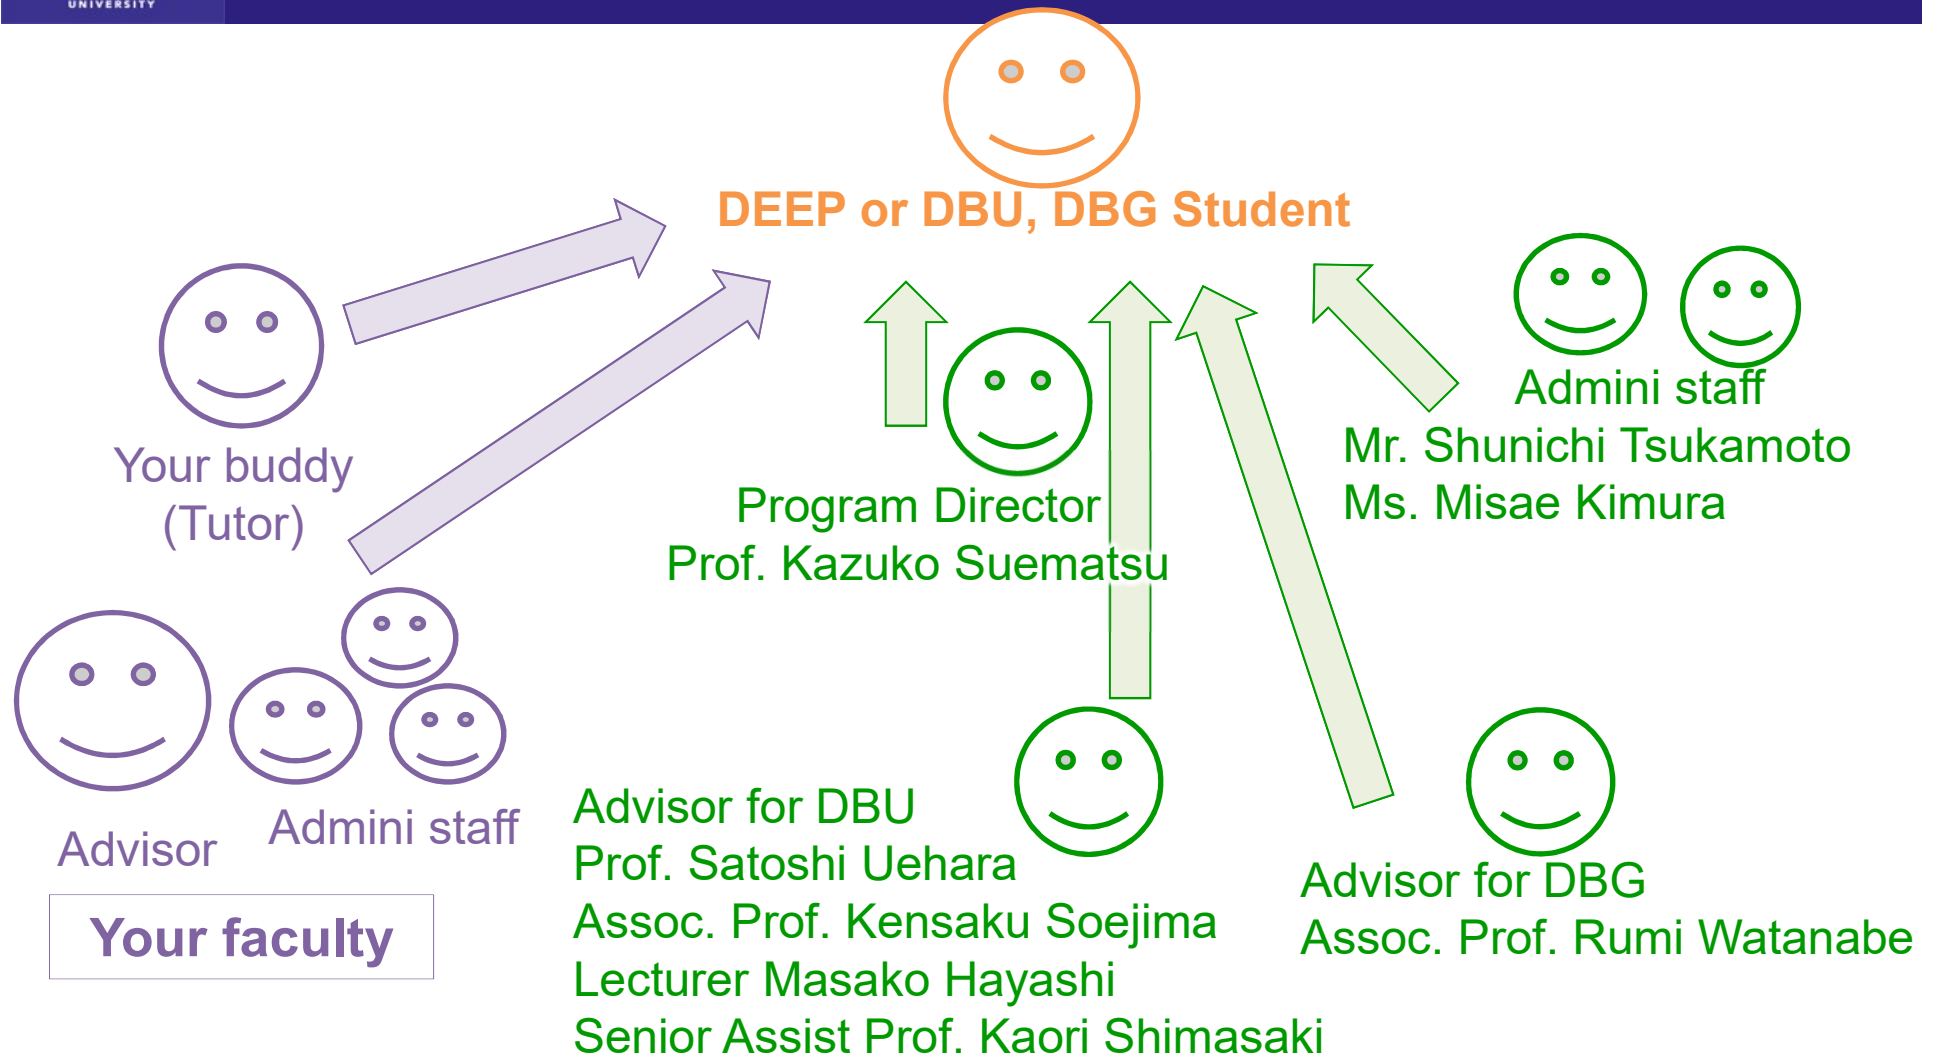 UNIVERSITY
DEEP or DBU, DBG Student
Your buddy
(Tutor)
Program Director
Prof. Kazuko Suematsu
Admini staff
Mr. Shunichi Tsukamoto
Ms. Misae Kimura
Advisor
Admini staff
Your faculty
Advisor for DBU
Prof. Satoshi Uehara
Assoc. Prof. Kensaku Soejima
Lecturer Masako Hayashi
Senior Assist Prof. Kaori Shimasaki
Advisor for DBG
Assoc. Prof. Rumi Watanabe